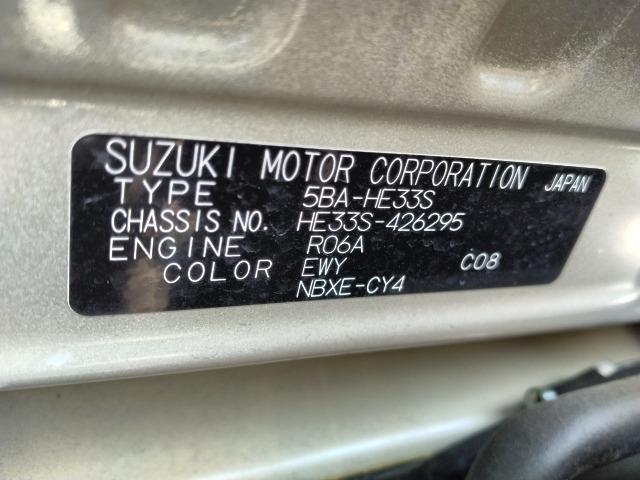 SUZUKI MOTOR CORPORATION JAPAN
TYPE 5BA-HE33S
CHASSIS NO. HE33S-426295
ENGINE R06A
COLOR EWY C08
NBXE-CY4